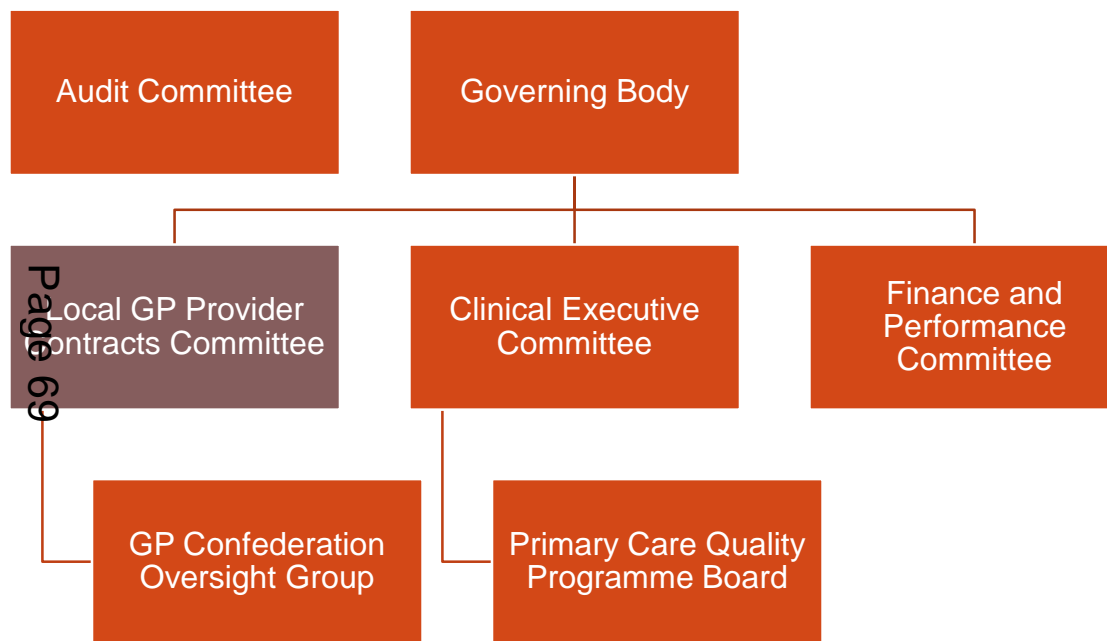 Audit Committee
Governing Body
Local GP Provider
Contracts Committee
Clinical Executive
Committee
Finance and
Performance
Committee
Page 69
GP Confederation
Oversight Group
Primary Care Quality
Programme Board